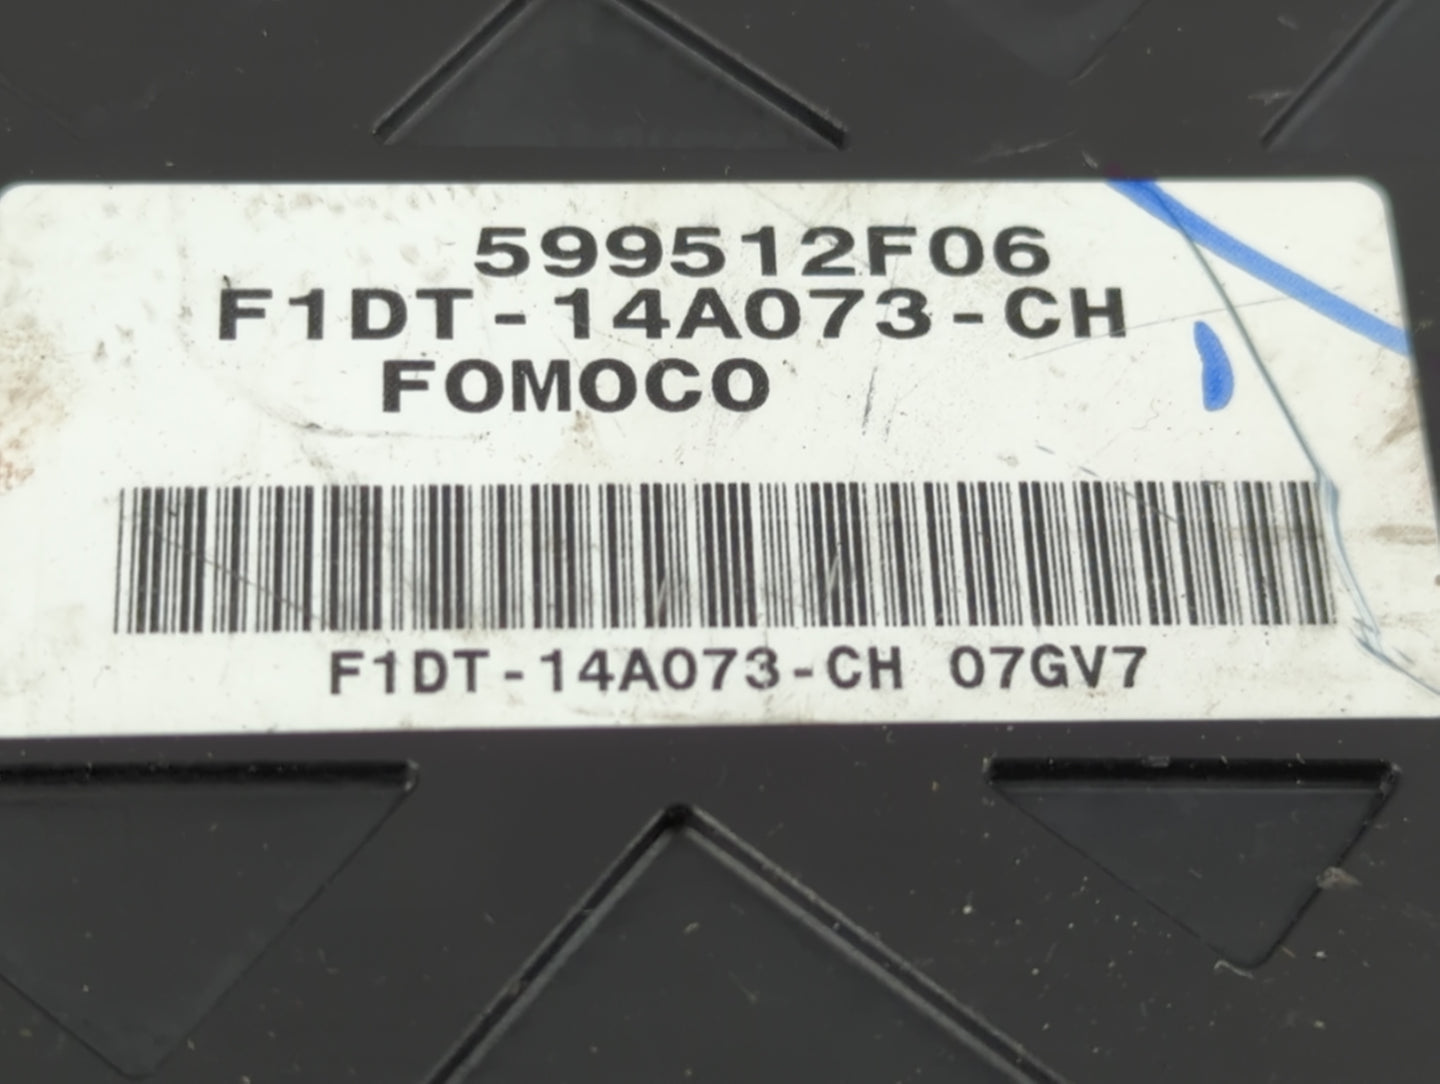 599512F06
F1DT-14A073-CH
FOMOCO
F1DT-14A073-CH 07GV7